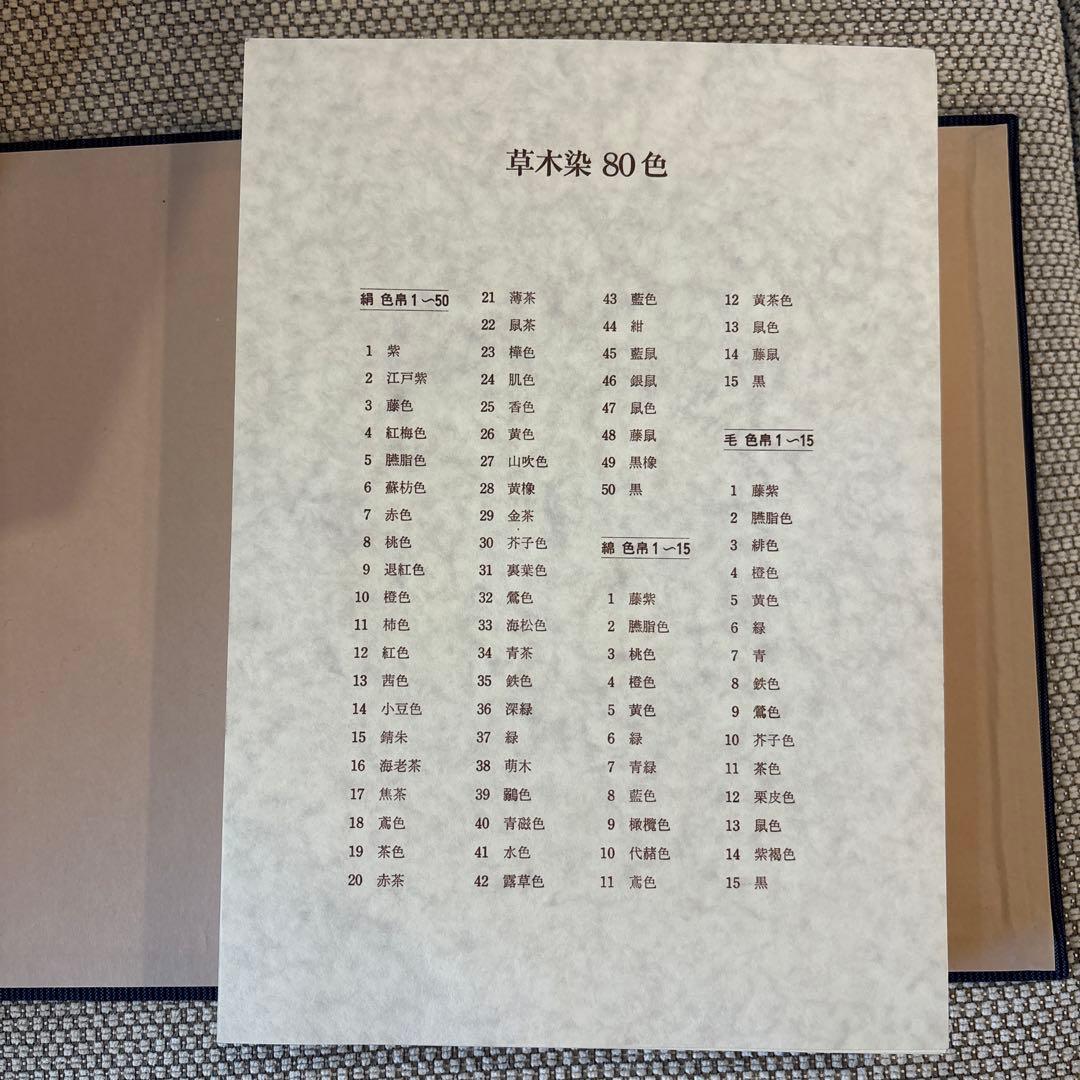 草木染 80色
絹 色帛1〜50
1 紫
2 江戸紫
3 藤色
4 紅梅色
5 臙脂色
6 蘇枋色
7 赤色
8 桃色
9 退紅色
10 橙色
11 柿色
12 紅色
13 茜色
14 小豆色
15 錆朱
16 海老茶
17 焦茶
18 鳶色
19 茶色
20 赤茶
21 薄茶
22 鼠茶
23 樺色
24 肌色
25 香色
26 黄色
27 山吹色
28 黄橡
29 金茶
30 芥子色
31 裏葉色
32 鶯色
33 海松色
34 青茶
35 鉄色
36 深緑
37 緑
38 萌木
39 鶸色
40 青磁色
41 水色
42 露草色
43 藍色
44 紺
45 藍鼠
46 銀鼠
47 鼠色
48 藤鼠
49 黒橡
50 黒
綿 色帛1〜15
1 藤紫
2 臙脂色
3 桃色
4 橙色
5 黄色
6 緑
7 青緑
8 藍色
9 橄欖色
10 代赭色
11 鳶色
12 黄茶色
13 鼠色
14 藤鼠
15 黒
毛 色帛1〜15
1 藤紫
2 臙脂色
3 緋色
4 橙色
5 黄色
6 緑
7 青
8 鉄色
9 鶯色
10 芥子色
11 茶色
12 栗皮色
13 鼠色
14 紫褐色
15 黒